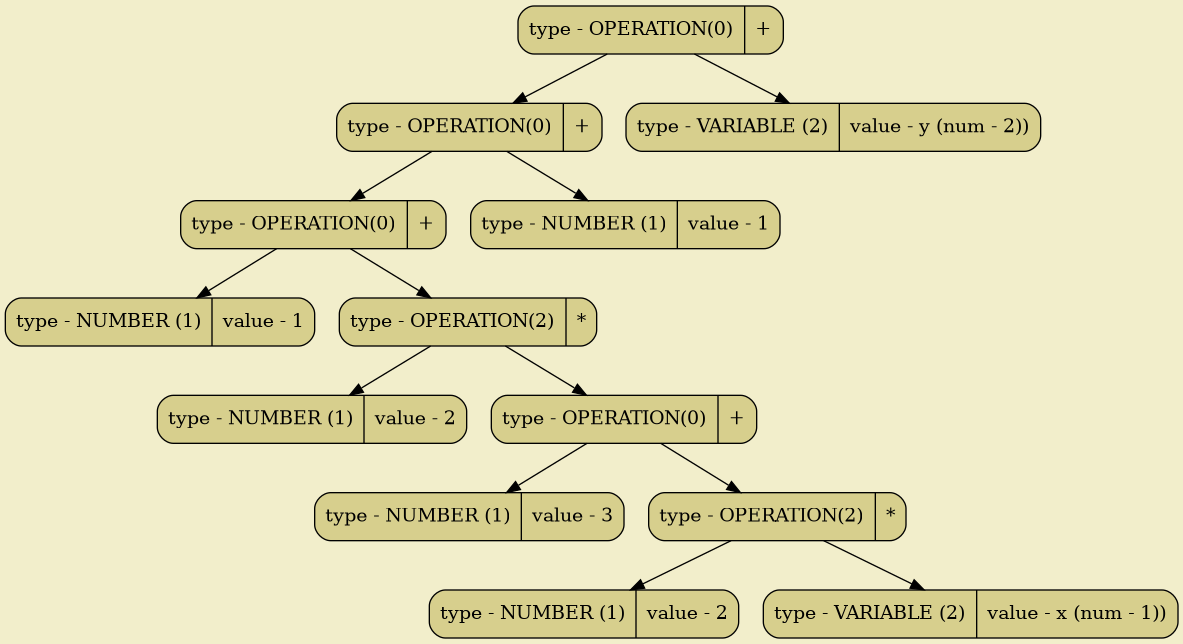 type - OPERATION(0) +
type - OPERATION(0) +
type - VARIABLE (2) value - y (num - 2))
type - OPERATION(0) +
type - NUMBER (1) value - 1
type - NUMBER (1) value - 1
type - OPERATION(2) *
type - NUMBER (1) value - 2
type - OPERATION(0) +
type - NUMBER (1) value - 3
type - OPERATION(2) *
type - NUMBER (1) value - 2
type - VARIABLE (2) value - x (num - 1))